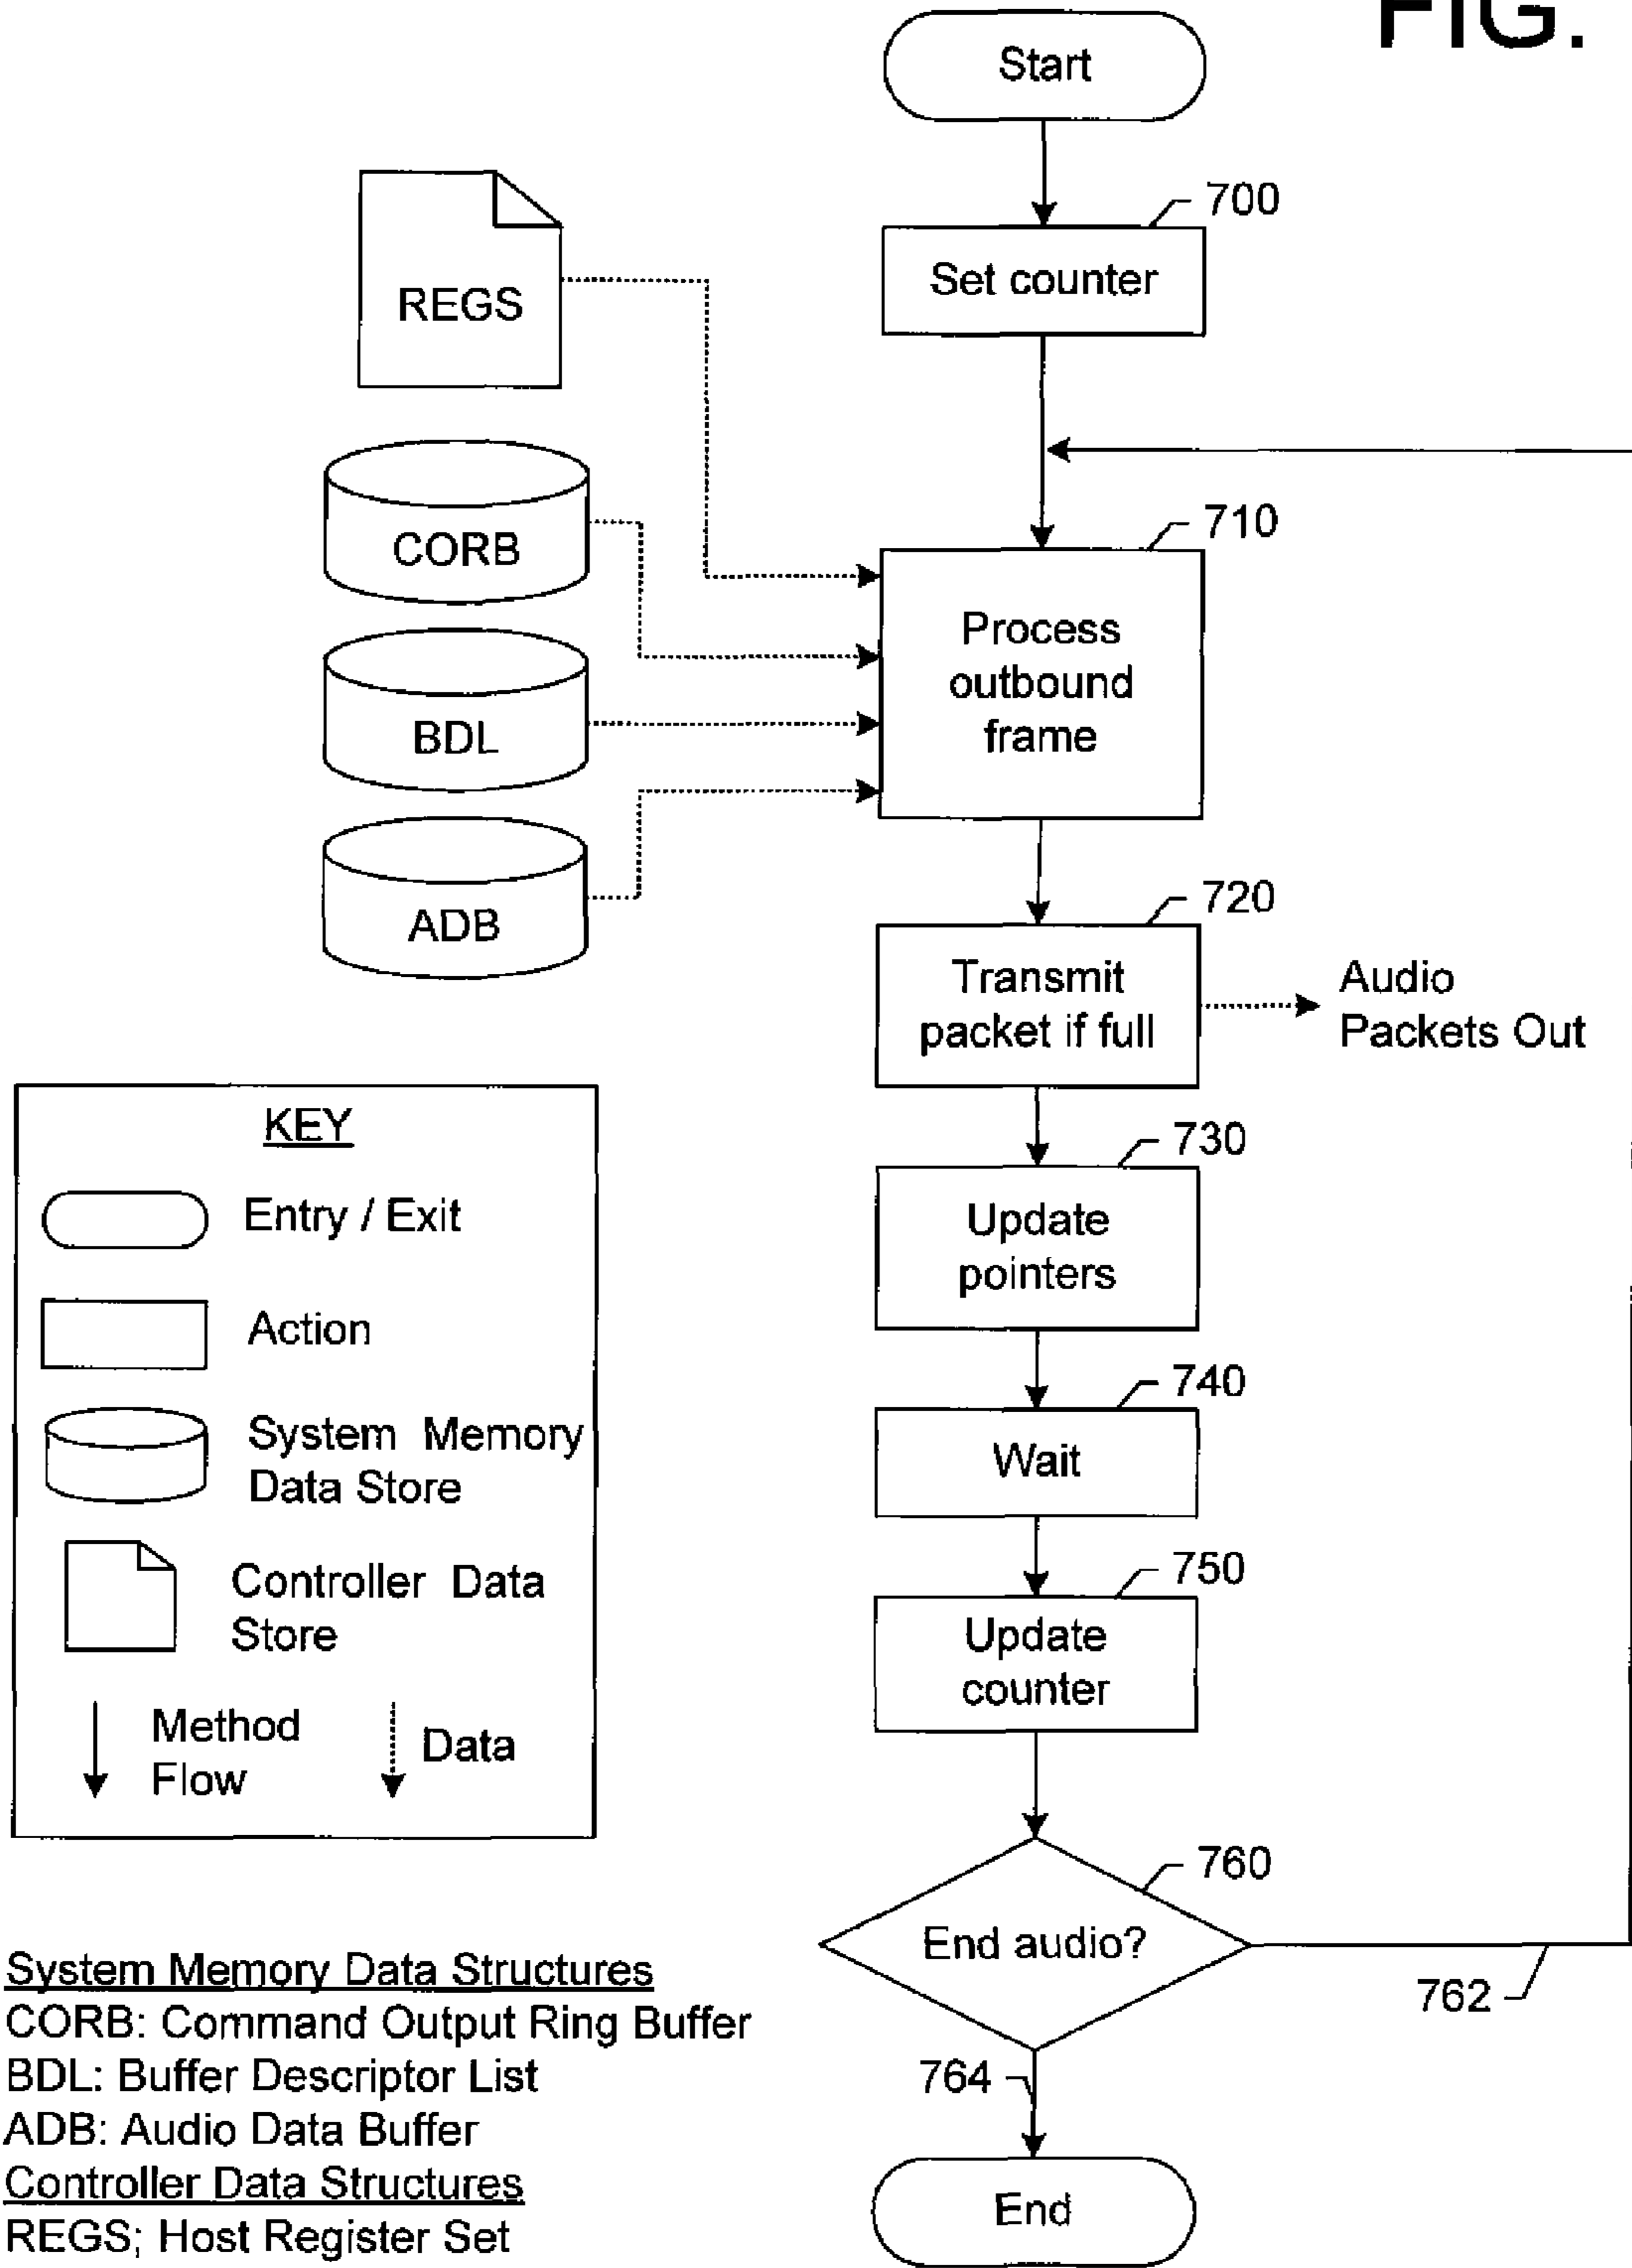 FIG.
Start
700
Set counter
REGS
CORB
BDL
ADB
710
Process
outbound
frame
720
Transmit
packet if full
Audio
Packets Out
730
Update
pointers
740
Wait
750
Update
counter
760
End audio?
762
764
End
KEY
Entry / Exit
Action
System Memory
Data Store
Controller Data
Store
Method
Flow
Data
System Memory Data Structures
CORB: Command Output Ring Buffer
BDL: Buffer Descriptor List
ADB: Audio Data Buffer
Controller Data Structures
REGS; Host Register Set